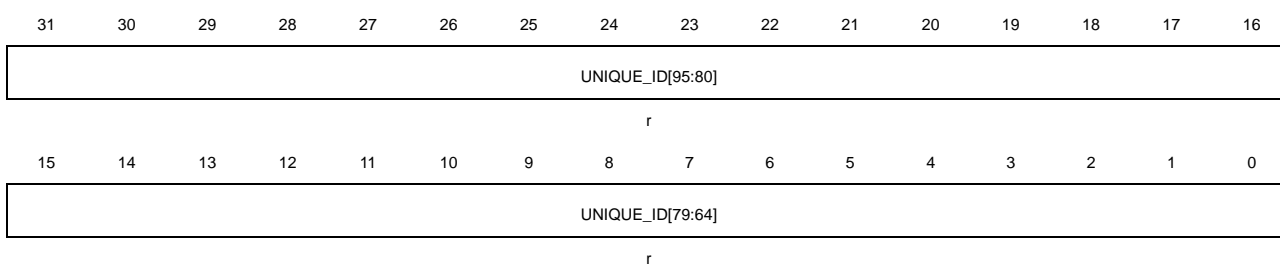 31 30 29 28 27 26 25 24 23 22 21 20 19 18 17 16
UNIQUE_ID[95:80]
r
15 14 13 12 11 10 9 8 7 6 5 4 3 2 1 0
UNIQUE_ID[79:64]
r